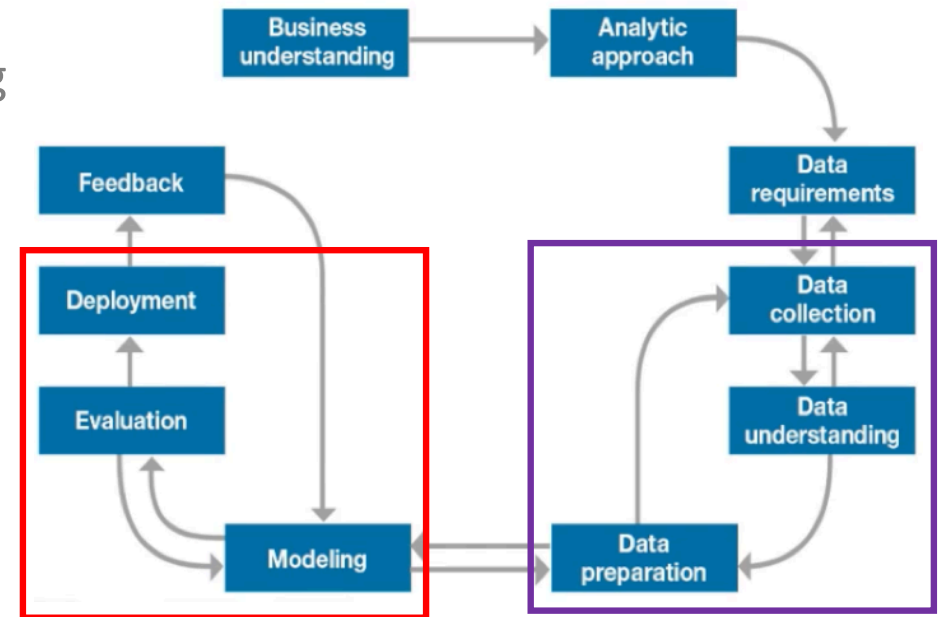 Business
understanding
Analytic
approach
g
Feedback
Data
requirements
Deployment
Data
collection
Evaluation
Data
understanding
Modeling
Data
preparation